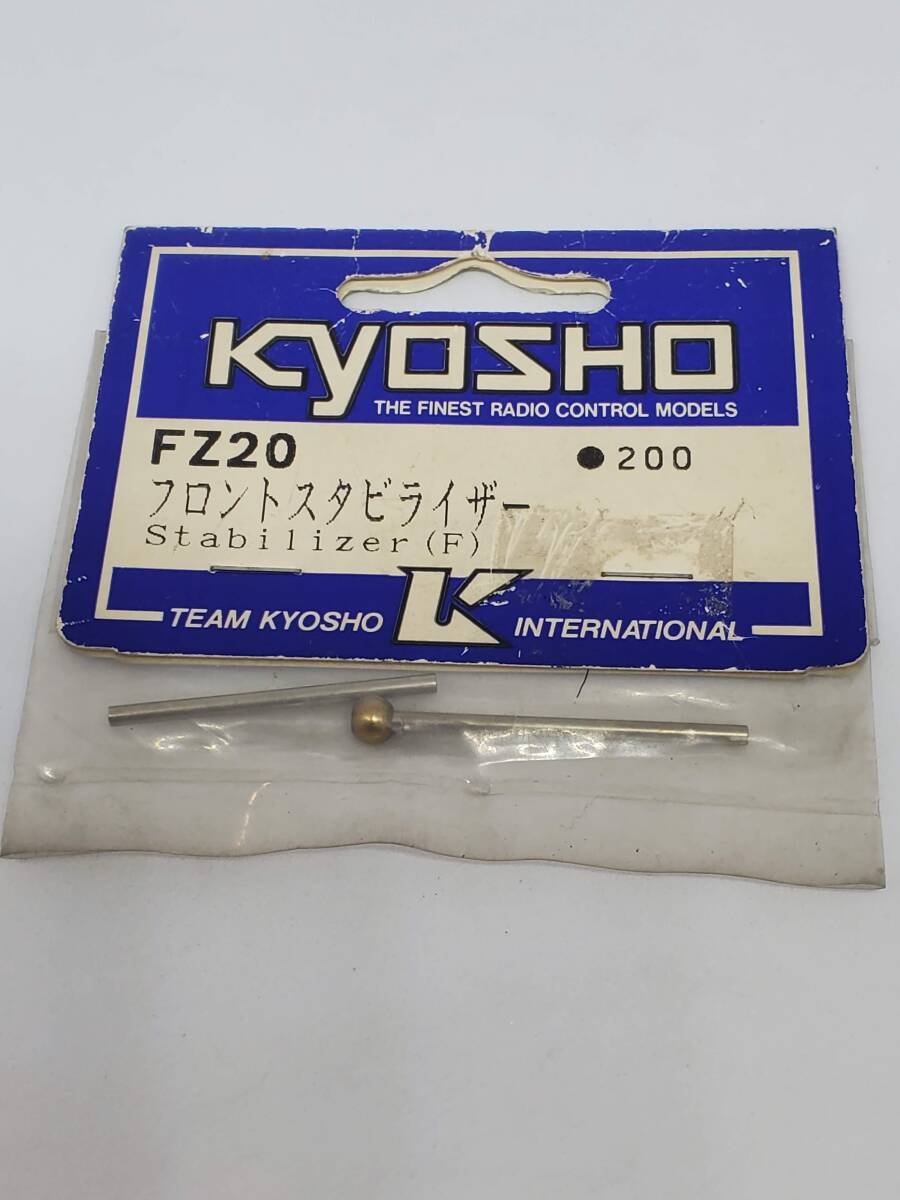 KYOSHO
THE FINEST RADIO CONTROL MODELS
FZ20 ●200
フロントスタビライザー
Stabilizer(F)
TEAM KYOSHO K INTERNATIONAL